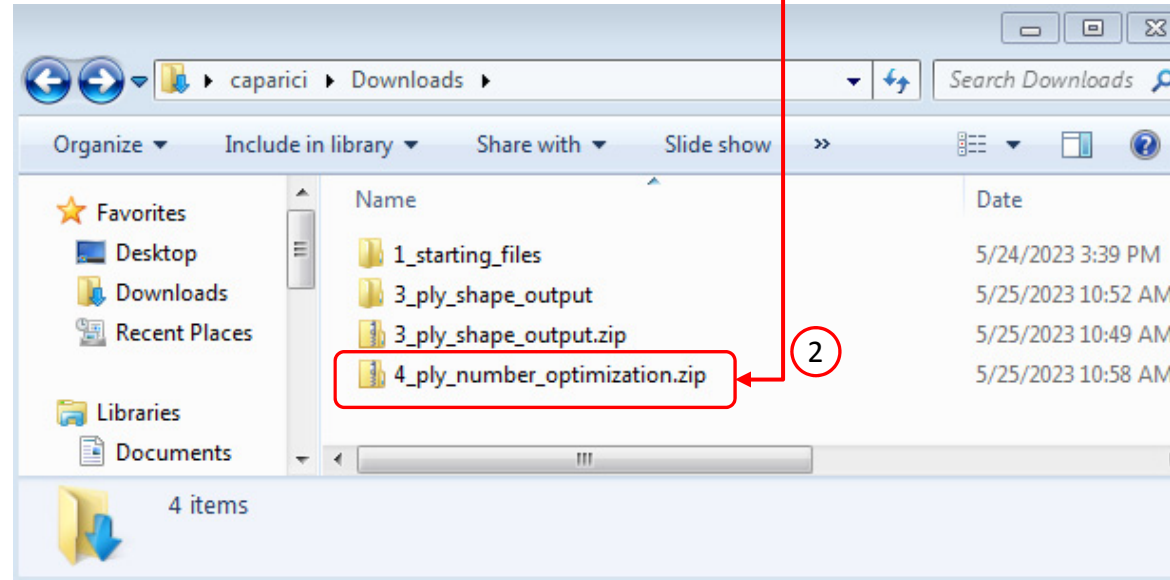 caparici Downloads Search Downloads
Organize Include in library Share with Slide show »
Name Date
Favorites
Desktop
Downloads
Recent Places
Libraries
Documents
1_starting_files 5/24/2023 3:39 PM
3_ply_shape_output 5/25/2023 10:52 AM
3_ply_shape_output.zip 5/25/2023 10:49 AM
4_ply_number_optimization.zip 5/25/2023 10:58 AM
2
4 items